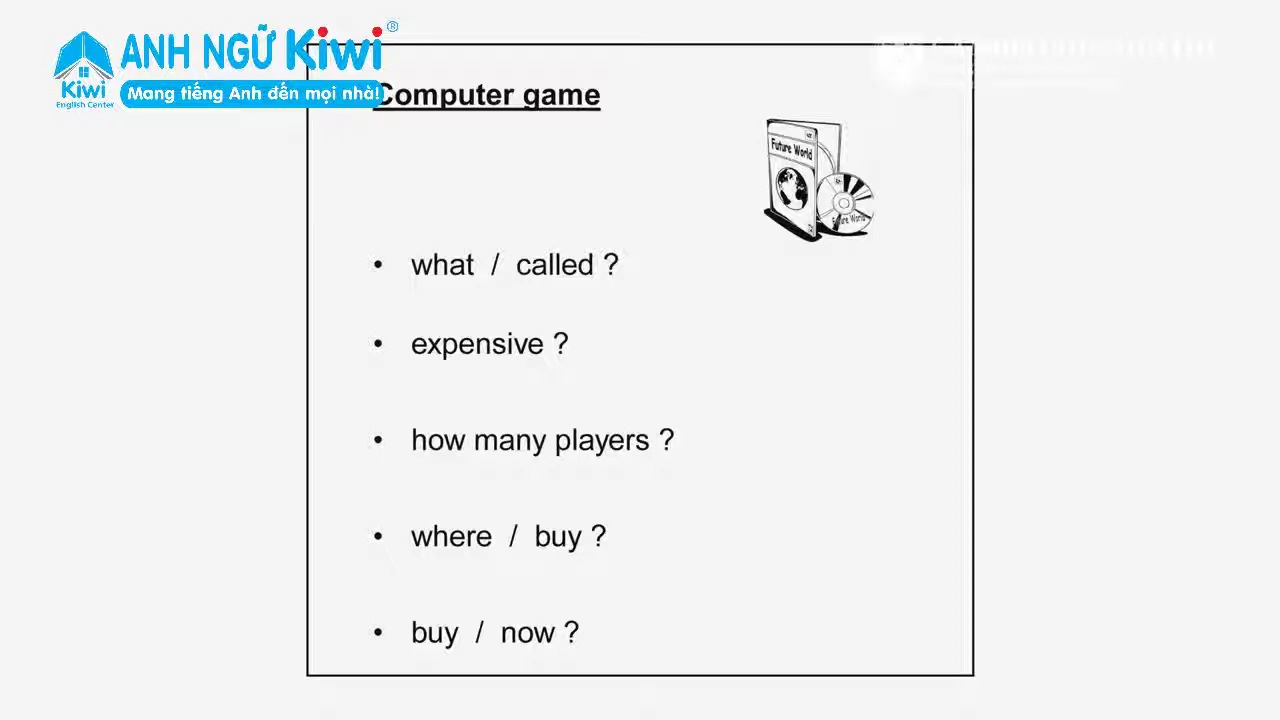 ANH NGỮ Kiwi ®
Kiwi
English Center
Mang tiếng Anh đến mọi nhà!
Computer game
Future World
Future World
• what / called ?
• expensive ?
• how many players ?
• where / buy ?
• buy / now ?